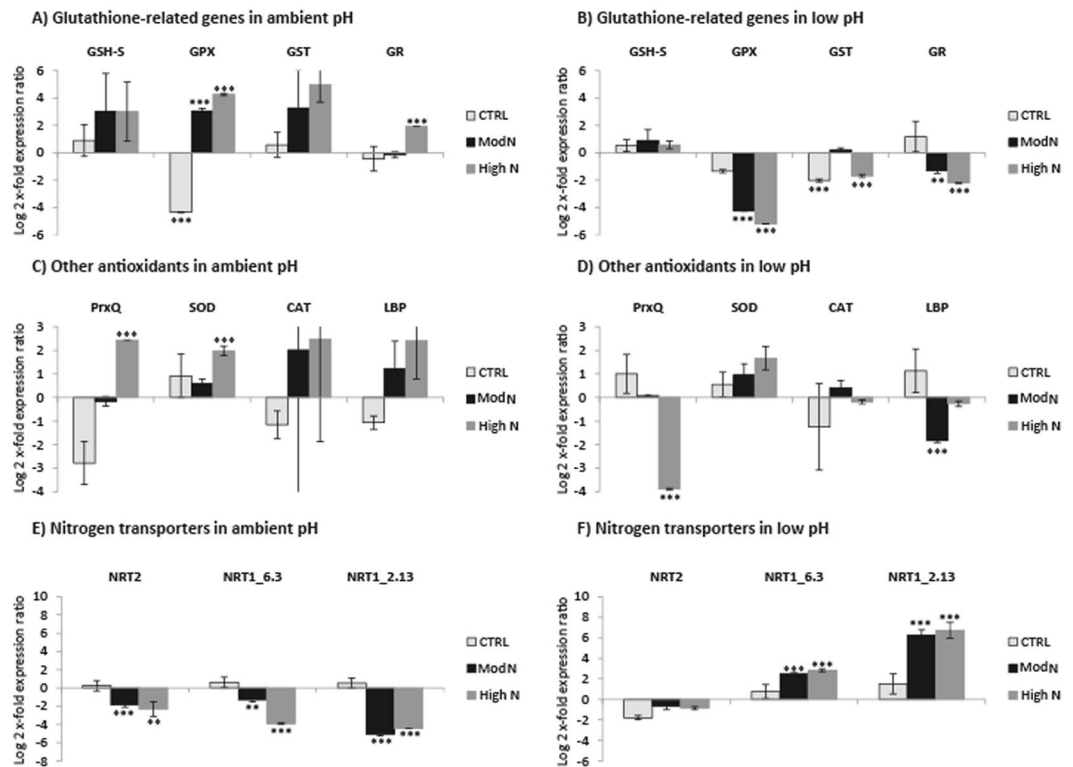 A) Glutathione-related genes in ambient pH
GSH-S GPX GST GR
Log 2 x-fold expression ratio
6
4
2
0
-2
-4
-6
*** ***
***
***
CTRL
ModN
High N
B) Glutathione-related genes in low pH
GSH-S GPX GST GR
Log 2 x-fold expression ratio
6
4
2
0
-2
-4
-6
*** ***
*** ***
** ***
CTRL
ModN
High N
C) Other antioxidants in ambient pH
PrxQ SOD CAT LBP
Log 2 x-fold expression ratio
3
2
1
0
-1
-2
-3
-4
***
***
CTRL
ModN
High N
D) Other antioxidants in low pH
PrxQ SOD CAT LBP
Log 2 x-fold expression ratio
3
2
1
0
-1
-2
-3
-4
***
***
CTRL
ModN
High N
E) Nitrogen transporters in ambient pH
NRT2 NRT1_6.3 NRT1_2.13
Log 2 x-fold expression ratio
10
8
6
4
2
0
-2
-4
-6
-8
*** **
** ***
*** ***
CTRL
ModN
High N
F) Nitrogen transporters in low pH
NRT2 NRT1_6.3 NRT1_2.13
Log 2 x-fold expression ratio
10
8
6
4
2
0
-2
-4
-6
-8
*** ***
*** ***
CTRL
ModN
High N